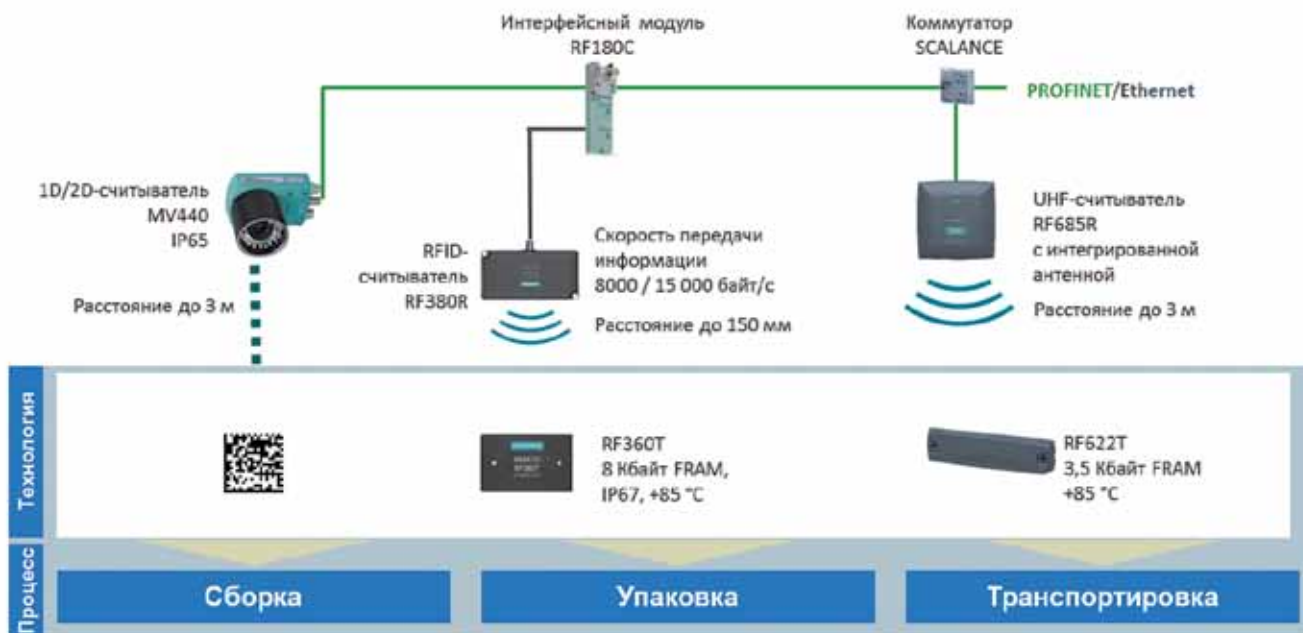 Интерфейсный модуль
RF180C
Коммутатор
SCALANCE
PROFINET/Ethernet
1D/2D-считыватель
MV440
IP65
Расстояние до 3 м
RFID-
считыватель
RF380R
Скорость передачи
информации
8000 / 15 000 байт/с
Расстояние до 150 мм
UHF-считыватель
RF685R
с интегрированной
антенной
Расстояние до 3 м
Технология
RF360T
8 Кбайт FRAM,
IP67, +85 °C
RF622T
3,5 Кбайт FRAM
+85 °C
Процесс
Сборка
Упаковка
Транспортировка